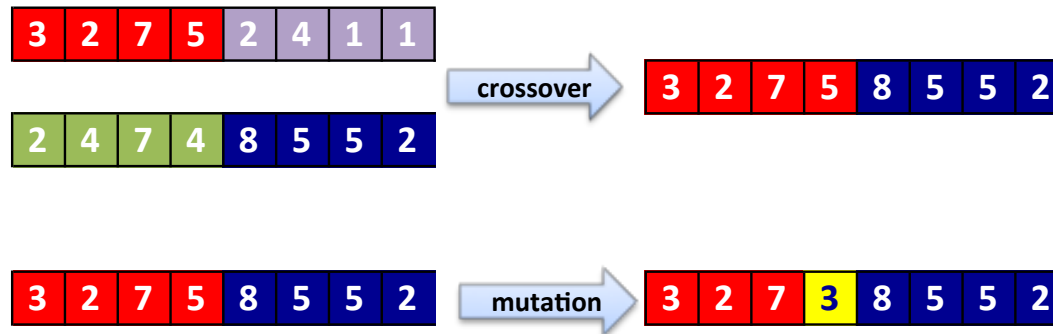 3 2 7 5 2 4 1 1
crossover
3 2 7 5 8 5 5 2
2 4 7 4 8 5 5 2
3 2 7 5 8 5 5 2
mutation
3 2 7 3 8 5 5 2